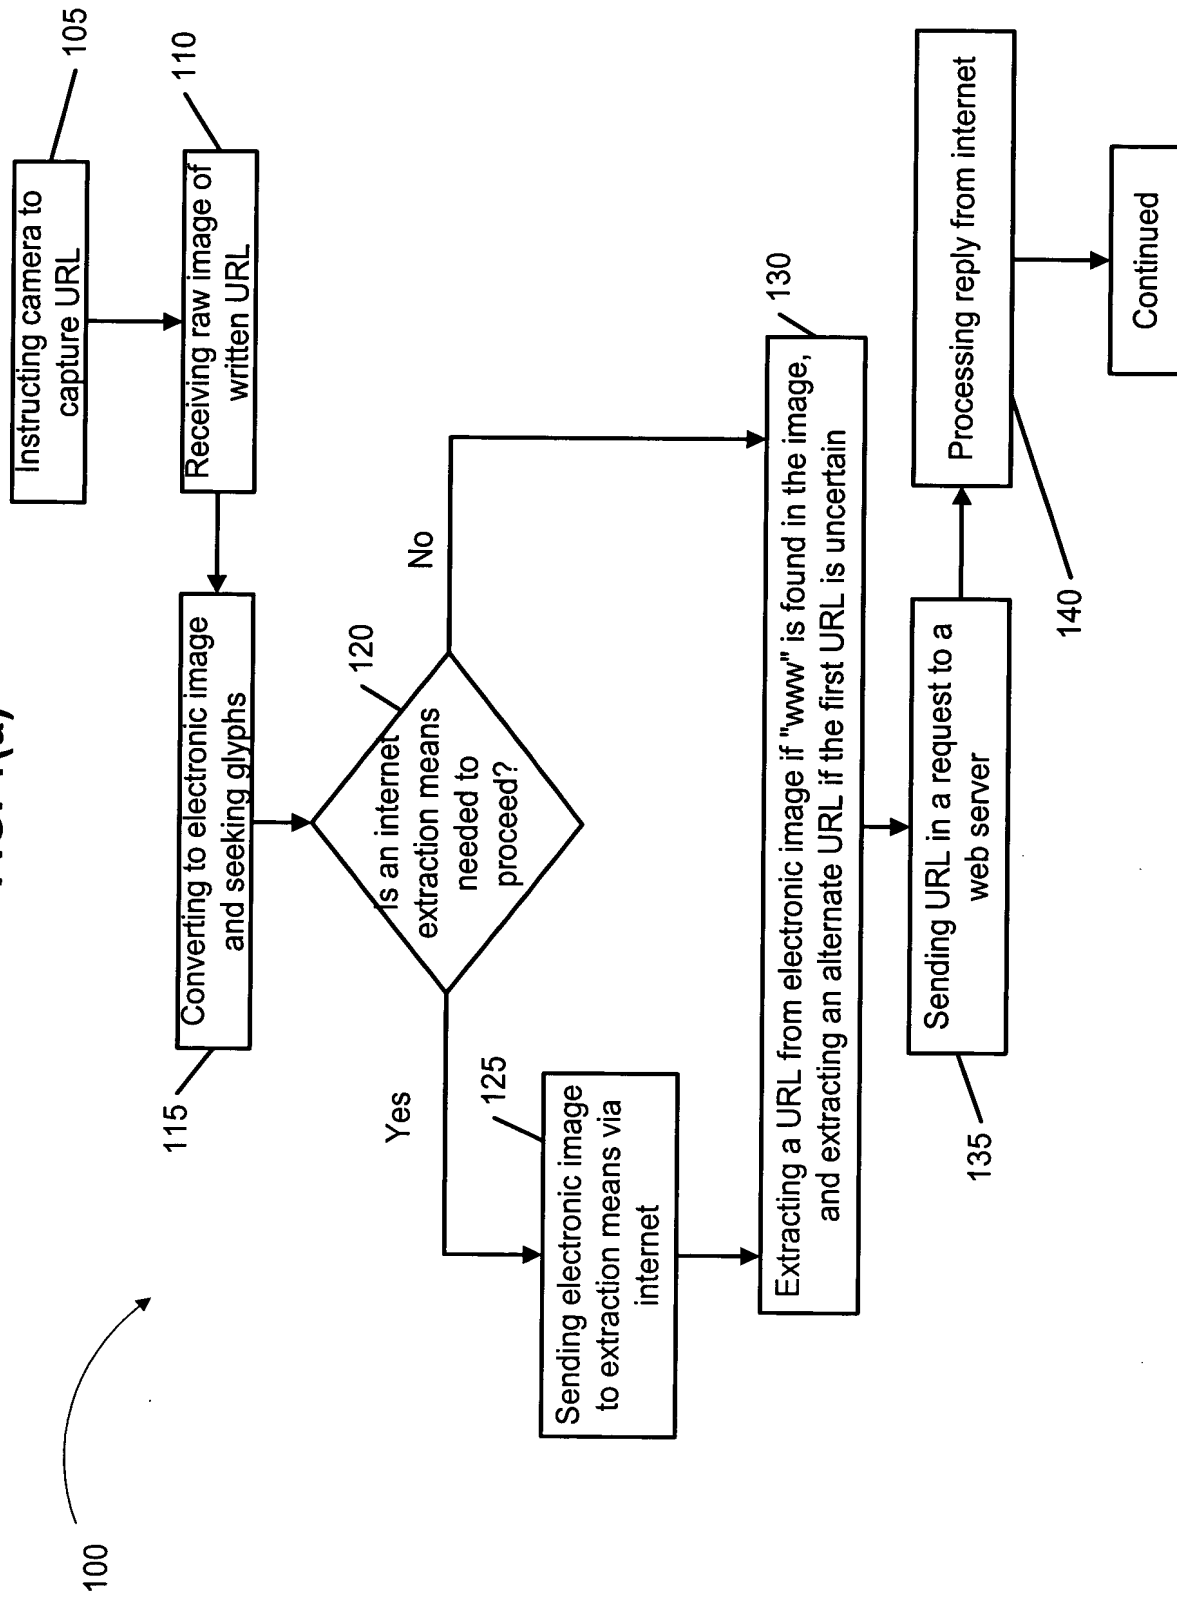 Instructing camera to
capture URL
105
Receiving raw image of
written URL
110
Converting to electronic image
and seeking glyphs
115
Is an internet
extraction means
needed to
proceed?
120
Yes
No
Sending electronic image
to extraction means via
internet
125
Extracting a URL from electronic image if "www" is found in the image,
and extracting an alternate URL if the first URL is uncertain
130
Sending URL in a request to a
web server
135
Processing reply from internet
140
Continued
100